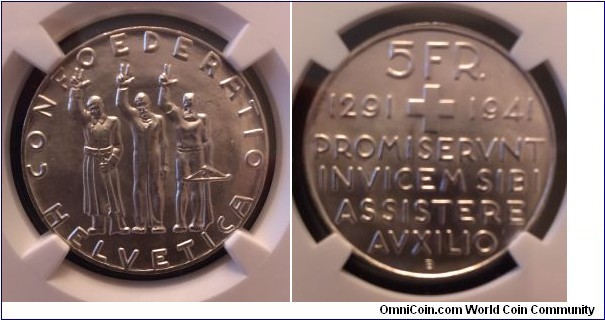 CONFOEDERATIO
HELVETICA
5 FR.
1291 + 1941
PROMISERVNT
INVICEM SIBI
ASSISTERE
AVXILIO
B
OmniCoin.com World Coin Community